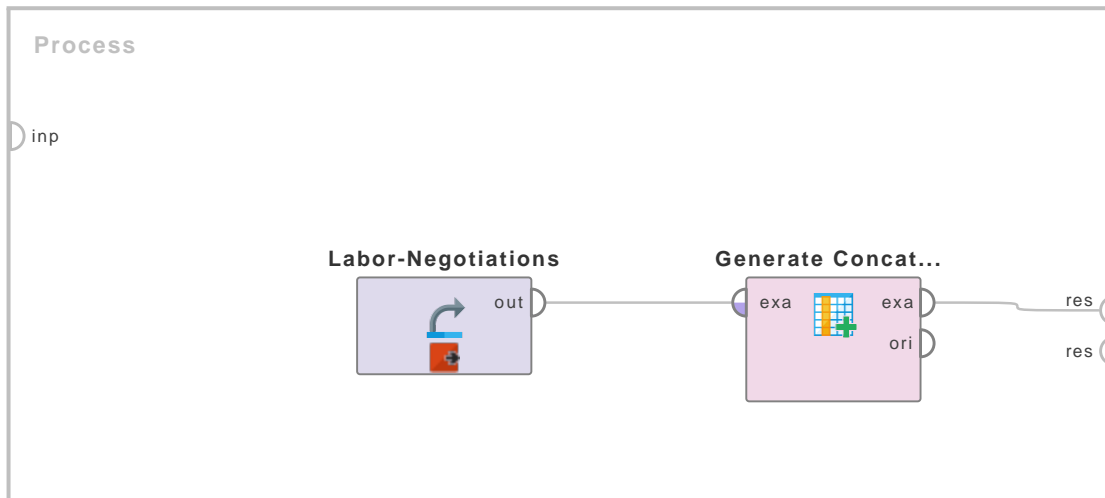 Process
inp
Labor-Negotiations
Generate Concat...
out
exa
exa
res
ori
res